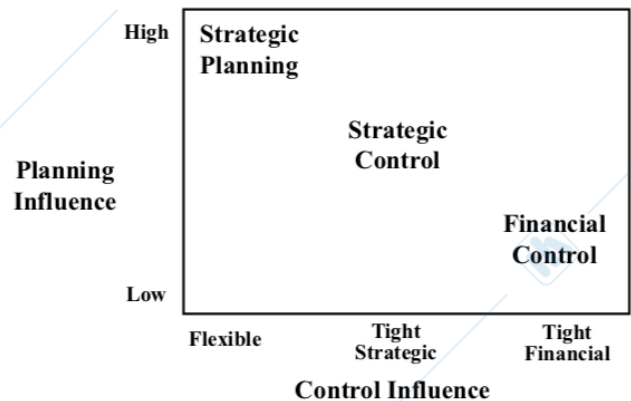 High
Strategic
Planning
Strategic
Control
Planning
Influence
Financial
Control
Low
Flexible
Tight
Strategic
Tight
Financial
Control Influence